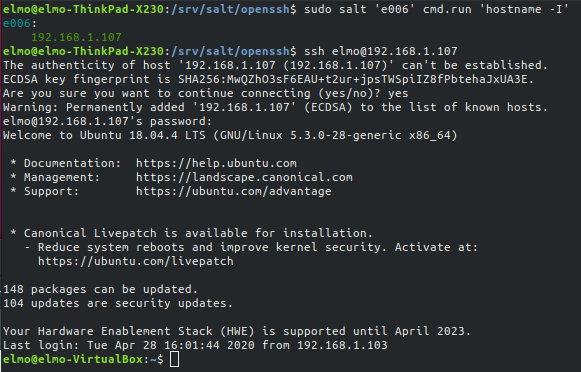 elmo@elmo-ThinkPad-X230:/srv/salt/openssh$ sudo salt 'e006' cmd.run 'hostname -I'
e006:
    192.168.1.107
elmo@elmo-ThinkPad-X230:/srv/salt/openssh$ ssh elmo@192.168.1.107
The authenticity of host '192.168.1.107 (192.168.1.107)' can't be established.
ECDSA key fingerprint is SHA256:MwQZhO3sF6EAU+t2ur+jpsTWSpiIZ8fPbtehaJxUA3E.
Are you sure you want to continue connecting (yes/no)? yes
Warning: Permanently added '192.168.1.107' (ECDSA) to the list of known hosts.
elmo@192.168.1.107's password:
Welcome to Ubuntu 18.04.4 LTS (GNU/Linux 5.3.0-28-generic x86_64)

 * Documentation:  https://help.ubuntu.com
 * Management:     https://landscape.canonical.com
 * Support:        https://ubuntu.com/advantage


 * Canonical Livepatch is available for installation.
   - Reduce system reboots and improve kernel security. Activate at:
     https://ubuntu.com/livepatch

148 packages can be updated.
104 updates are security updates.

Your Hardware Enablement Stack (HWE) is supported until April 2023.
Last login: Tue Apr 28 16:01:44 2020 from 192.168.1.103
elmo@elmo-VirtualBox:~$